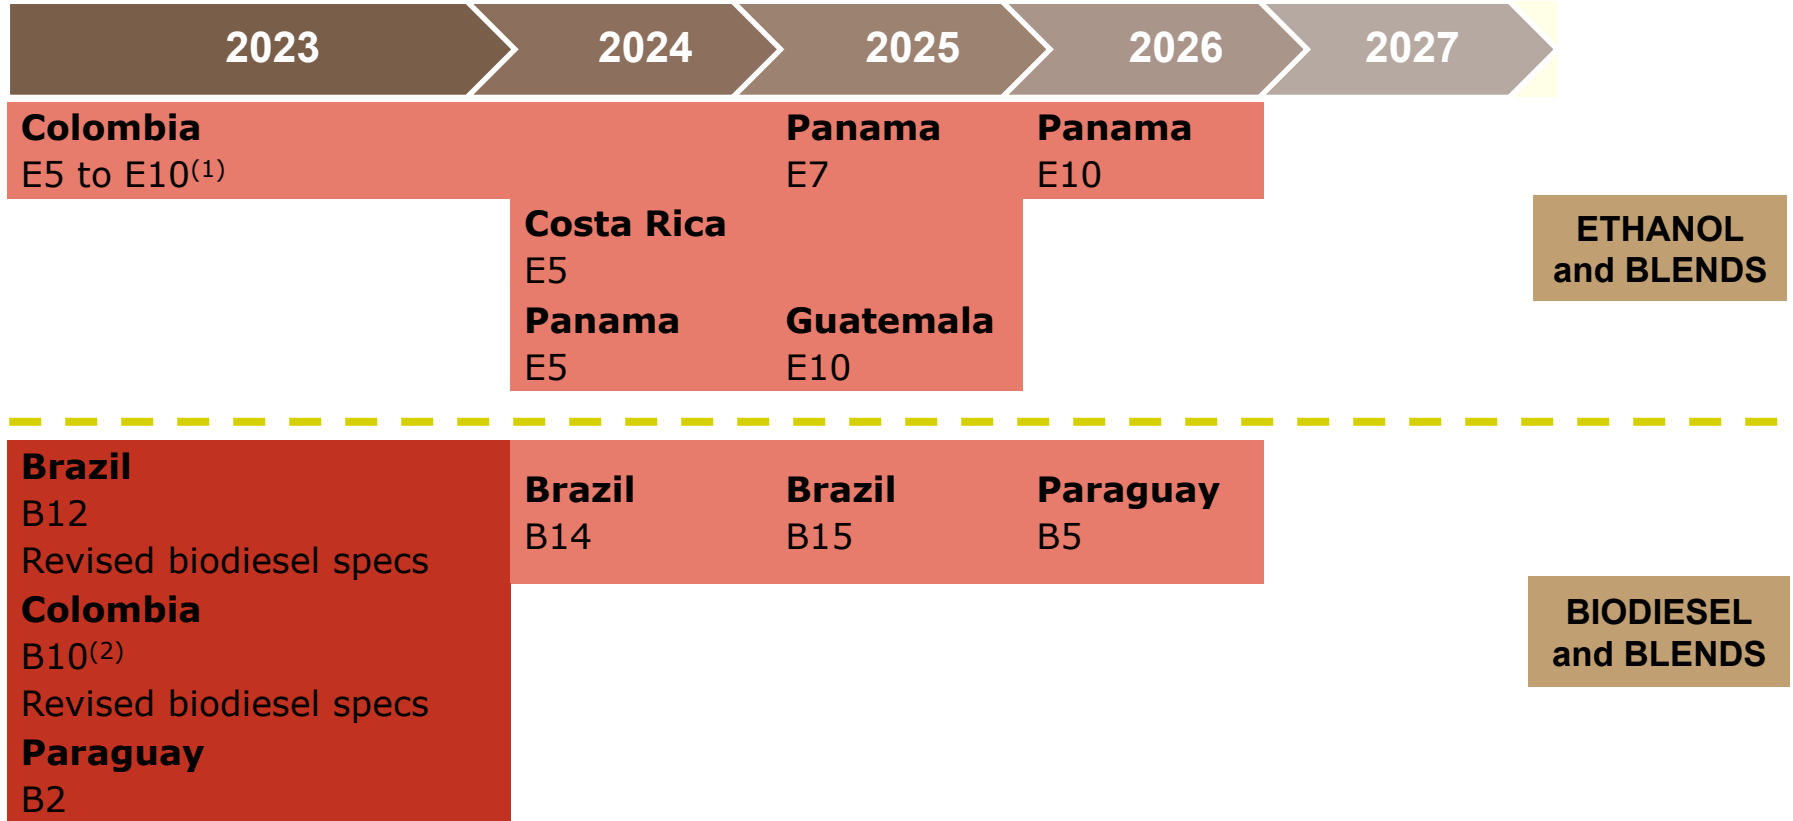 2023
2024
2025
2026
2027
Colombia
E5 to E10(1)
Panama
E7
Panama
E10
Costa Rica
E5
Panama
E5
Guatemala
E10
ETHANOL
and BLENDS
Brazil
B12
Revised biodiesel specs
Colombia
B10(2)
Revised biodiesel specs
Paraguay
B2
Brazil
B14
Brazil
B15
Paraguay
B5
BIODIESEL
and BLENDS